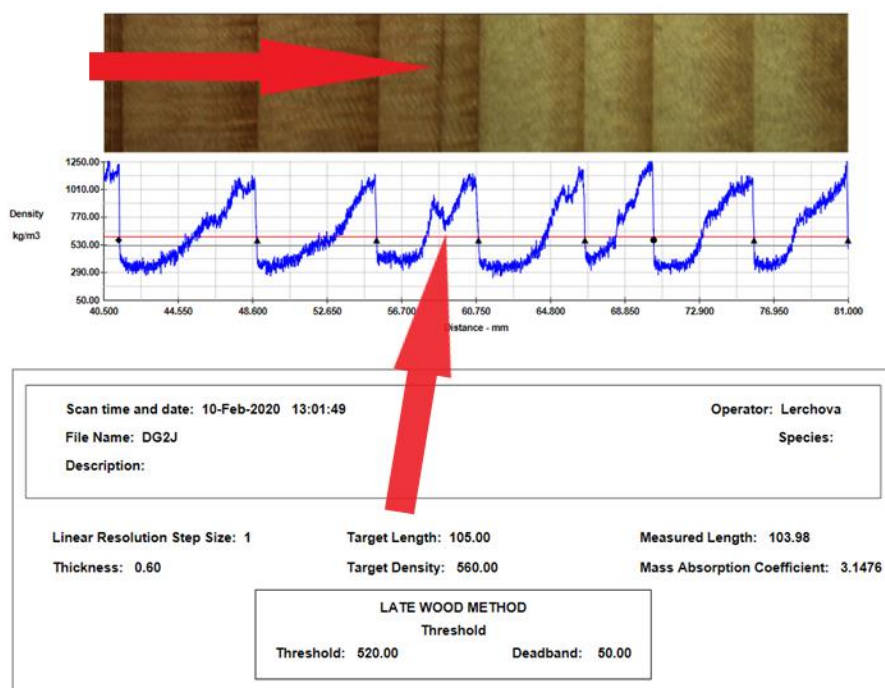 1250.00
1010.00
Density
770.00
kg/m3
530.00
290.00
50.00
40.500 44.550 48.600 52.650 56.700 60.750 64.800 68.850 72.900 76.950 81.000
Distance - mm
Scan time and date: 10-Feb-2020 13:01:49 Operator: Lerchova
File Name: DG2J Species:
Description:
Linear Resolution Step Size: 1 Target Length: 105.00 Measured Length: 103.98
Thickness: 0.60 Target Density: 560.00 Mass Absorption Coefficient: 3.1476
LATE WOOD METHOD
Threshold
Threshold: 520.00 Deadband: 50.00